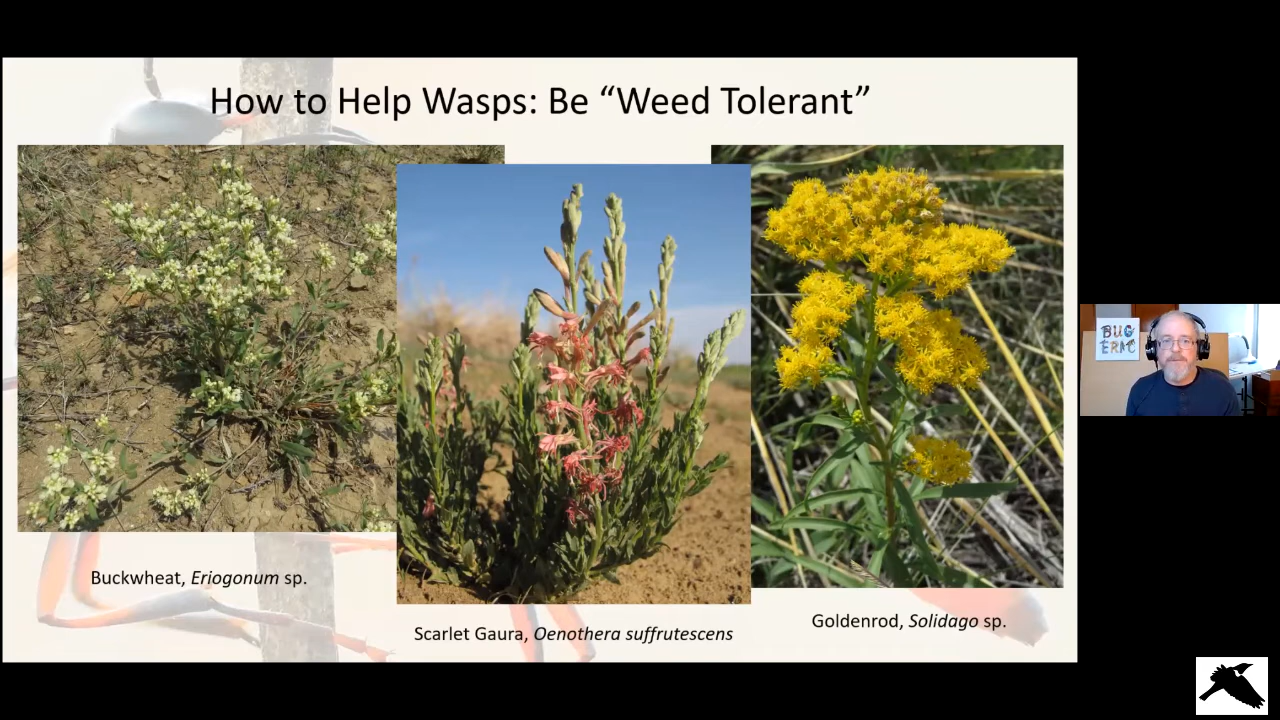 How to Help Wasps: Be “Weed Tolerant”
Buckwheat, Eriogonum sp.
Scarlet Gaura, Oenothera suffrutescens
Goldenrod, Solidago sp.
BUG
ERIC